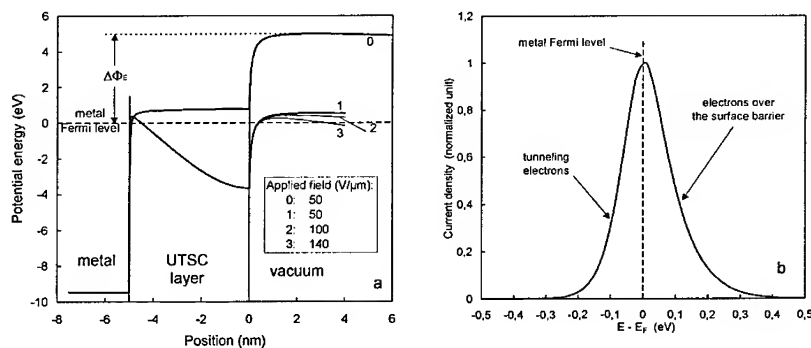 6
0
4
ΔΦE
2
metal
Fermi level
1
0
2
3
-2
-4
Applied field (V/µm):
0: 50
1: 50
2: 100
3: 140
-6
-8
metal
UTSC
layer
vacuum
a
-10
-8 -6 -4 -2 0 2 4 6
Position (nm)
Potential energy (eV)
1,2
metal Fermi level
1
0,8
electrons over
the surface barrier
0,6
tunneling
electrons
0,4
0,2
b
0
-0,5 -0,4 -0,3 -0,2 -0,1 0 0,1 0,2 0,3 0,4 0,5
E - EF (eV)
Current density (normalized unit)